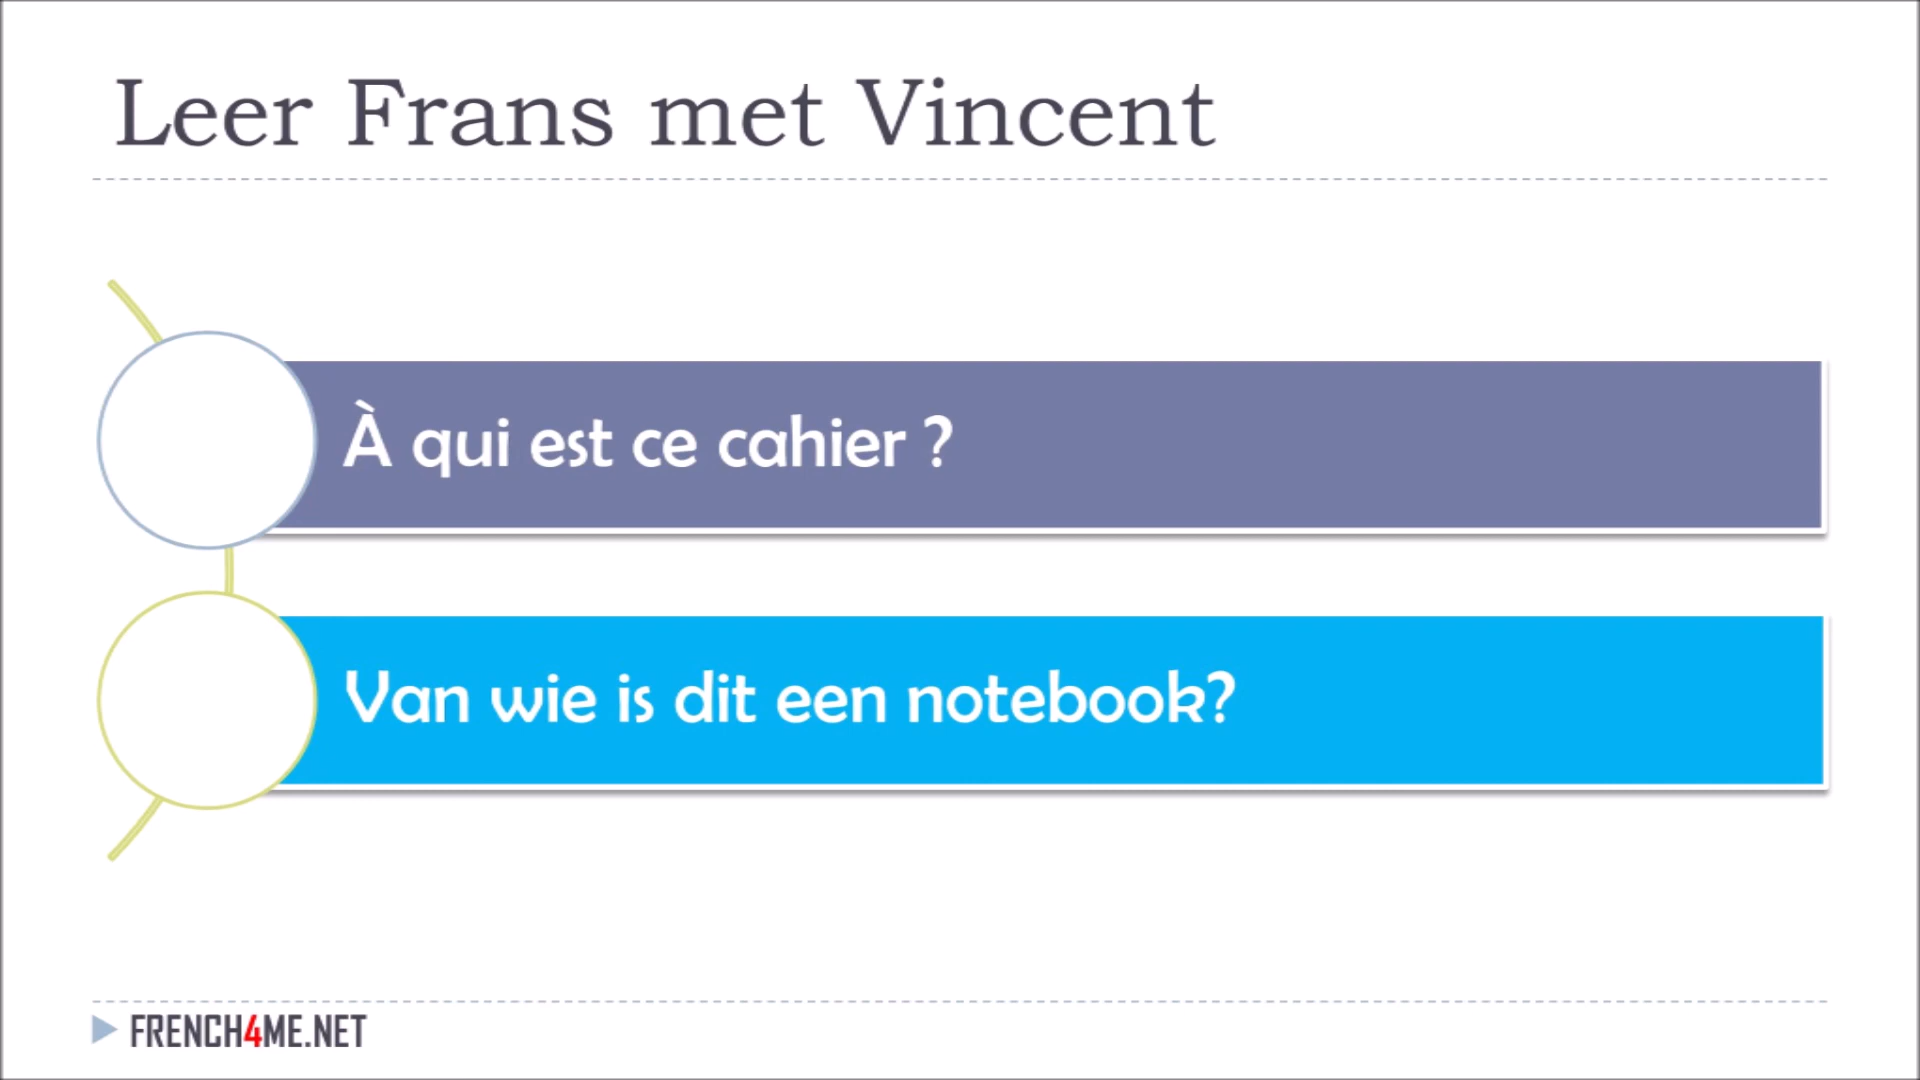 Leer Frans met Vincent
À qui est ce cahier ?
Van wie is dit een notebook?
FRENCH4ME.NET